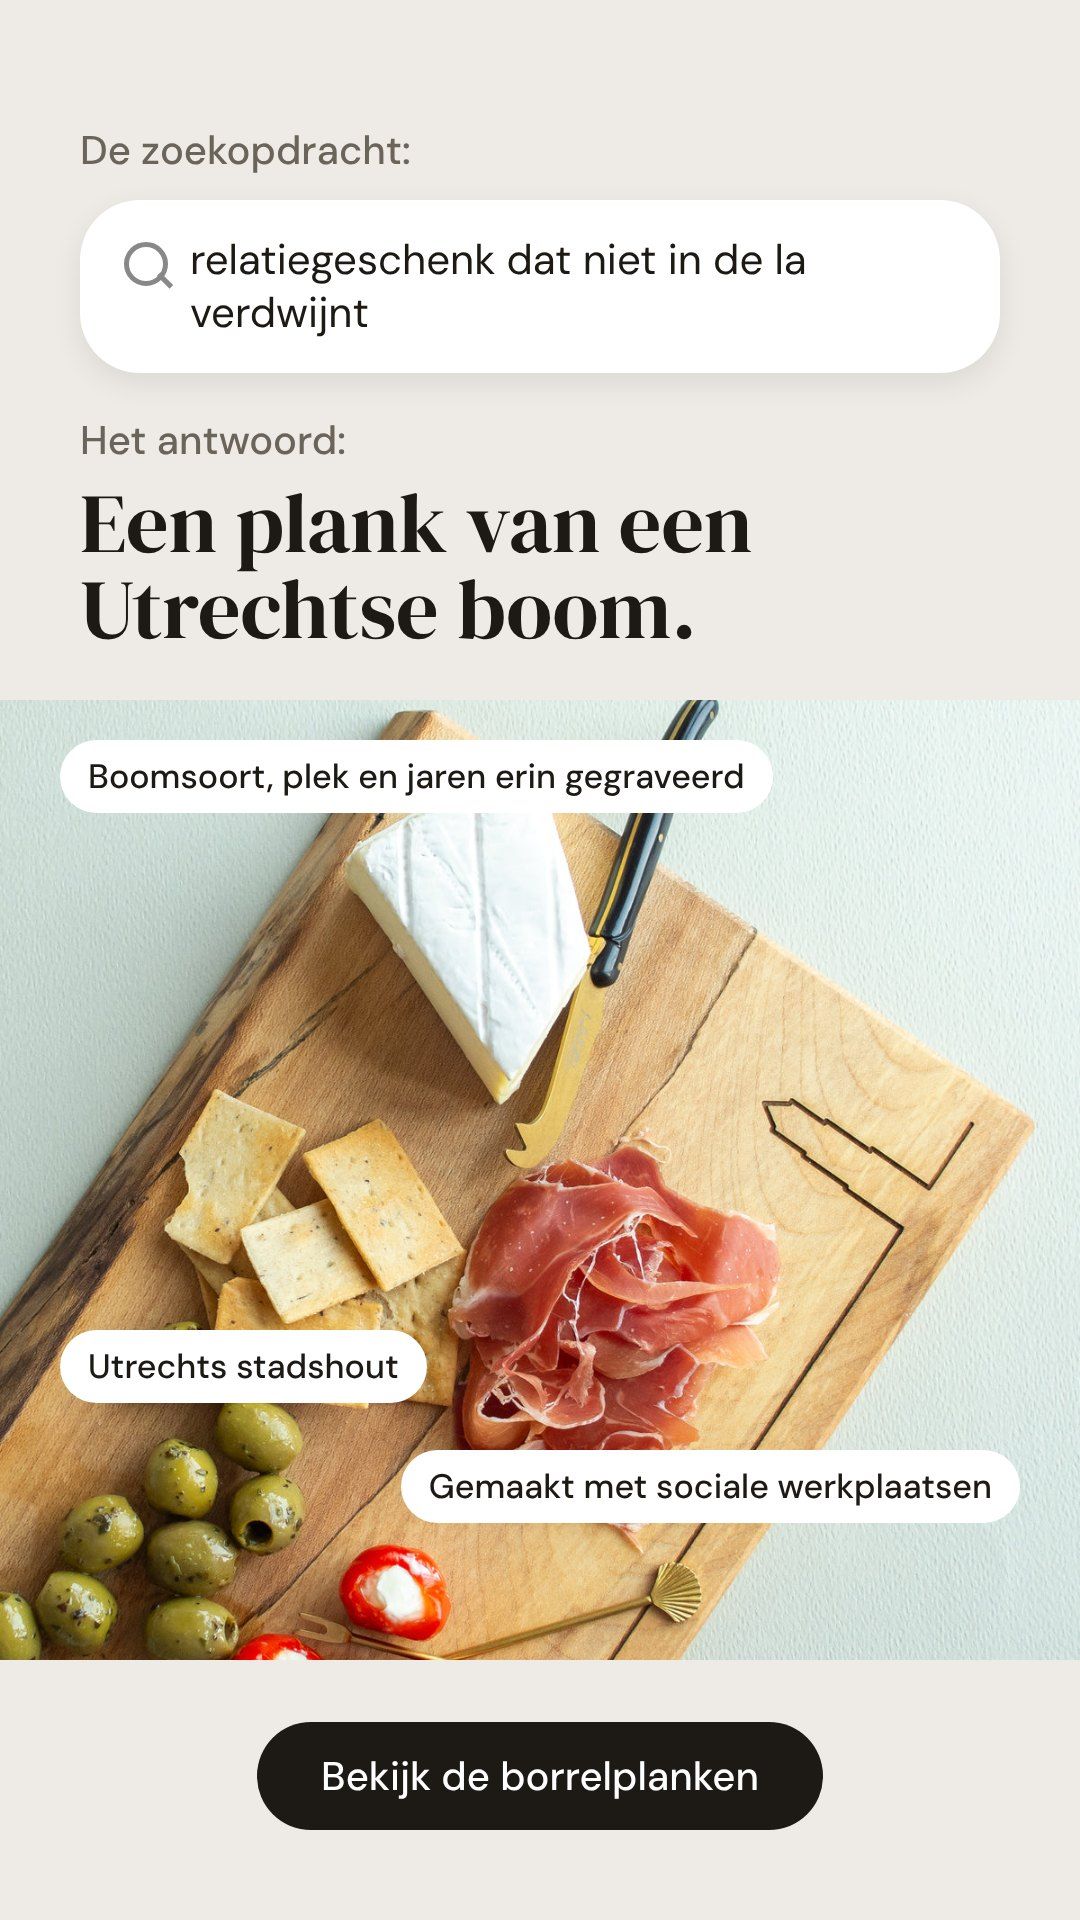 De zoekopdracht:
relatiegeschenk dat niet in de la
verdwijnt
Het antwoord:
Een plank van een
Utrechtse boom.
Boomsoort, plek en jaren erin gegraveerd
Utrechts stadshout
Gemaakt met sociale werkplaatsen
Bekijk de borrelplanken